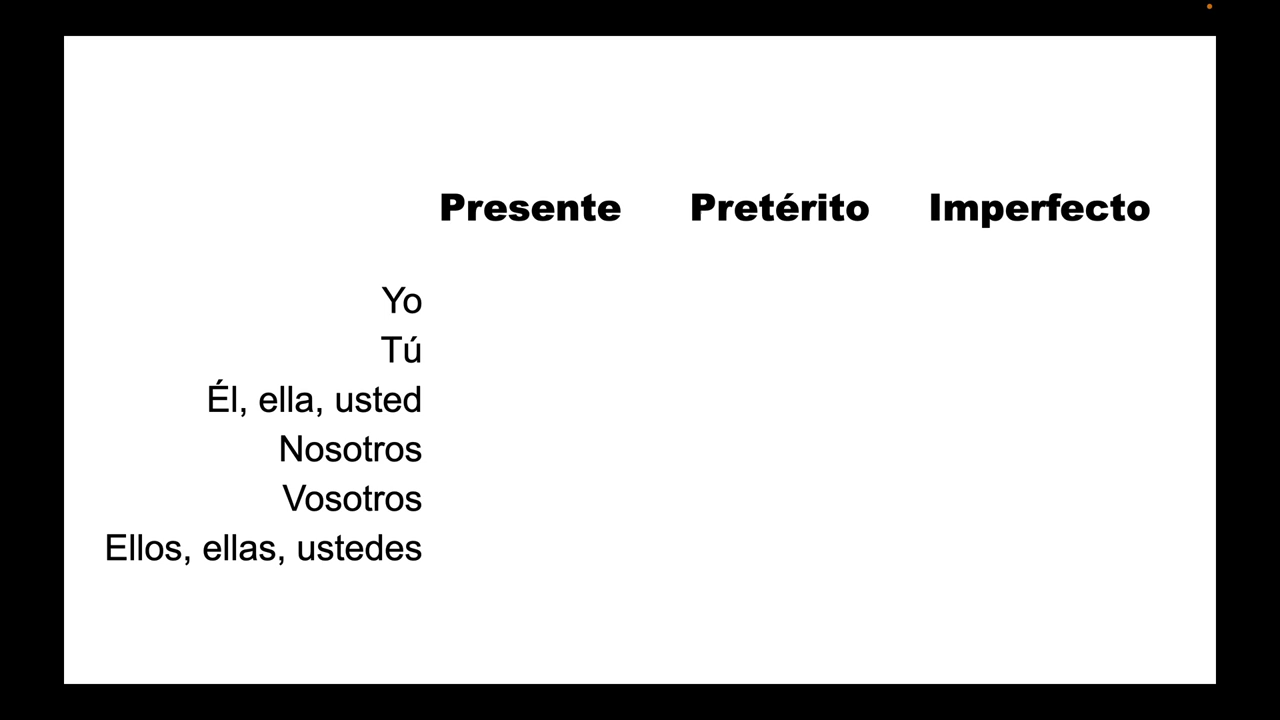 Presente Pretérito Imperfecto
Yo
Tú
Él, ella, usted
Nosotros
Vosotros
Ellos, ellas, ustedes